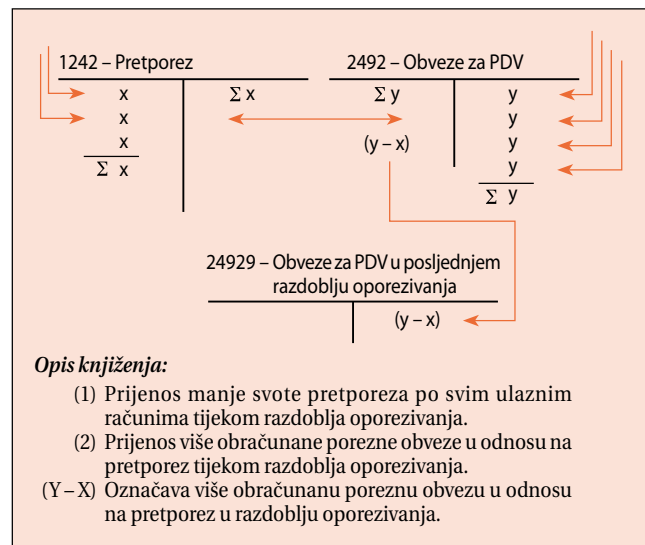 1242 – Pretporez
2492 – Obveze za PDV
x Σ x Σ y y
x y
x (y – x) y
Σ x y
Σ y
24929 – Obveze za PDV u posljednjem
razdoblju oporezivanja
(y – x)
Opis knjiženja:
(1) Prijenos manje svote pretporeza po svim ulaznim
računima tijekom razdoblja oporezivanja.
(2) Prijenos više obračunane porezne obveze u odnosu na
pretporez tijekom razdoblja oporezivanja.
(Y – X) Označava više obračunanu poreznu obvezu u odnosu
na pretporez u razdoblju oporezivanja.